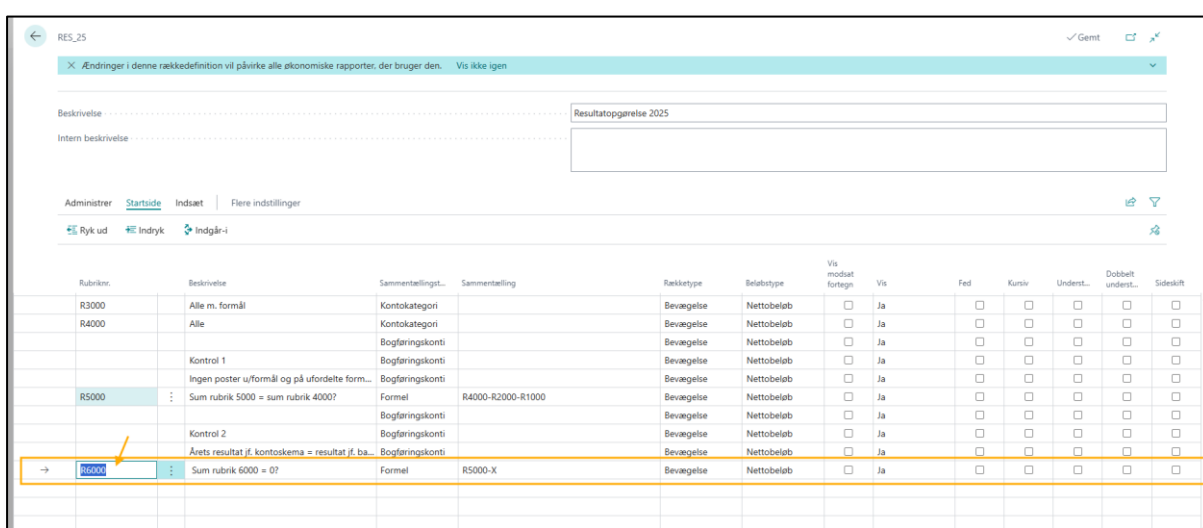 RES_25 Gemt
Ændringer i denne rækkedefinition vil påvirke alle økonomiske rapporter, der bruger den. Vis ikke igen
Beskrivelse Resultatopgørelse 2025
Intern beskrivelse
Administrer Startside Indsæt Flere indstillinger
Ryk ud Indryk Indgår-i
Rubriknr. Beskrivelse Sammentællingst... Sammentælling Rækketype Beløbstype Vis modsat fortegn Vis Fed Kursiv Underst... Dobbelt underst... Sideskift
R3000 Alle m. formål Kontokategori Bevægelse Nettobeløb Ja
R4000 Alle Kontokategori Bevægelse Nettobeløb Ja
Bogføringskonti Bevægelse Nettobeløb Ja
Kontrol 1 Bogføringskonti Bevægelse Nettobeløb Ja
Ingen poster u/formål og på ufordelte form... Bogføringskonti Bevægelse Nettobeløb Ja
R5000 Sum rubrik 5000 = sum rubrik 4000? Formel R4000-R2000-R1000 Bevægelse Nettobeløb Ja
Bogføringskonti Bevægelse Nettobeløb Ja
Kontrol 2 Bogføringskonti Bevægelse Nettobeløb Ja
Årets resultat jf. kontoskema = resultat jf. ba... Bogføringskonti Bevægelse Nettobeløb Ja
R6000 Sum rubrik 6000 = 0? Formel R5000-X Bevægelse Nettobeløb Ja